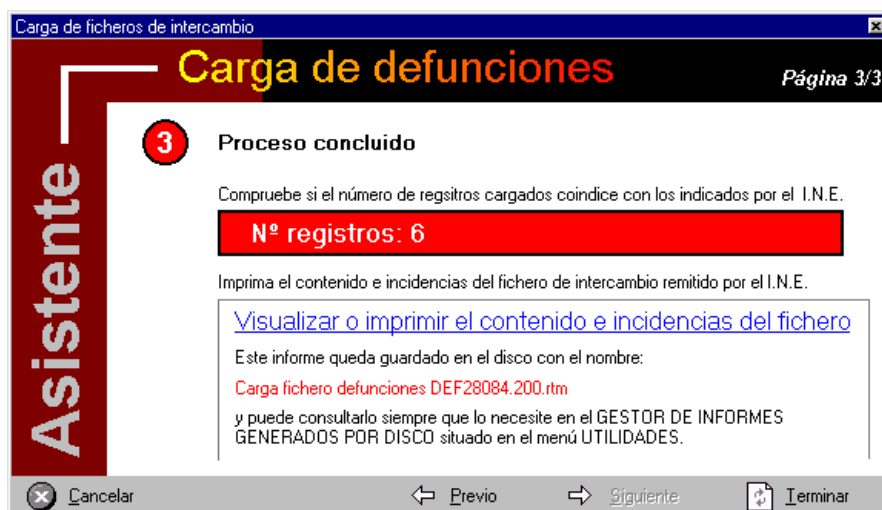 Carga de ficheros de intercambio
Carga de defunciones
Página 3/3
Asistente
3
Proceso concluido
Compruebe si el número de regsitros cargados coindice con los indicados por el I.N.E.
Nº registros: 6
Imprima el contenido e incidencias del fichero de intercambio remitido por el I.N.E.
Visualizar o imprimir el contenido e incidencias del fichero
Este informe queda guardado en el disco con el nombre:
Carga fichero defunciones DEF28084.200.rtm
y puede consultarlo siempre que lo necesite en el GESTOR DE INFORMES
GENERADOS POR DISCO situado en el menú UTILIDADES.
Cancelar
Previo
Siguiente
Terminar